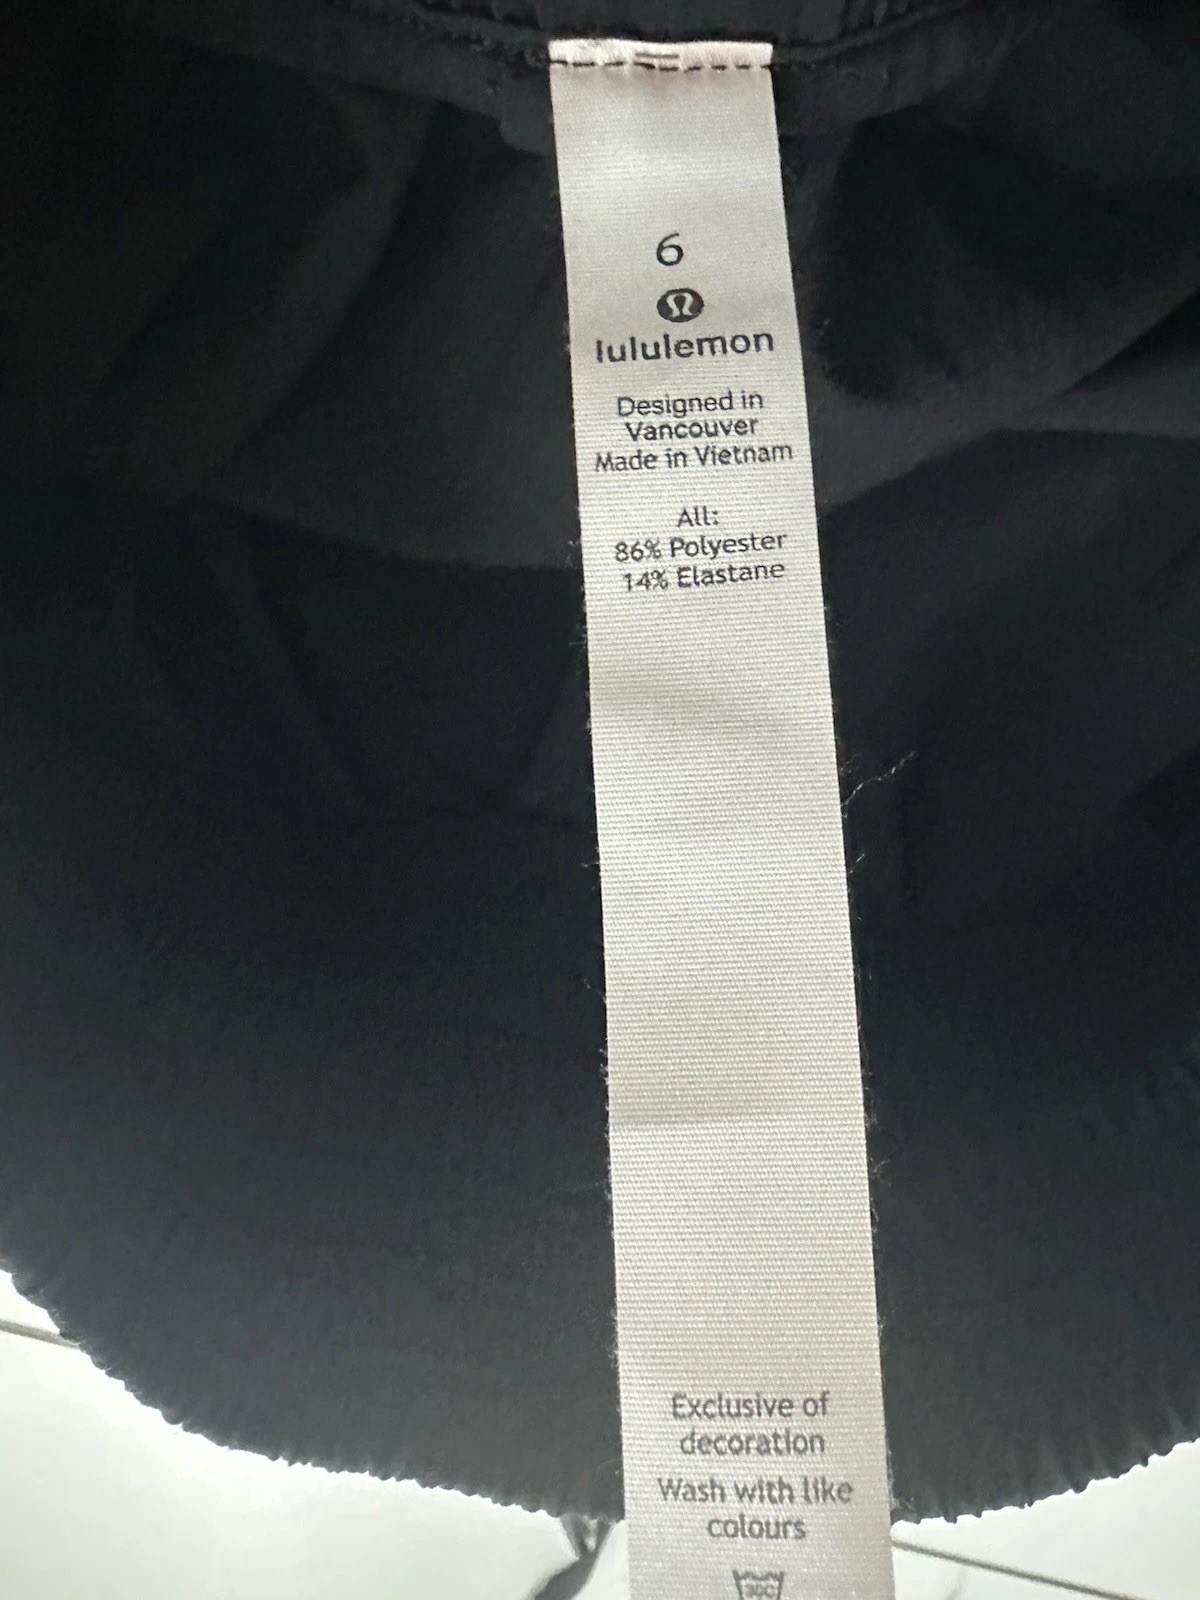 6
lululemon
Designed in
Vancouver
Made in Vietnam
All:
86% Polyester
14% Elastane
Exclusive of
decoration
Wash with like
colours
30C